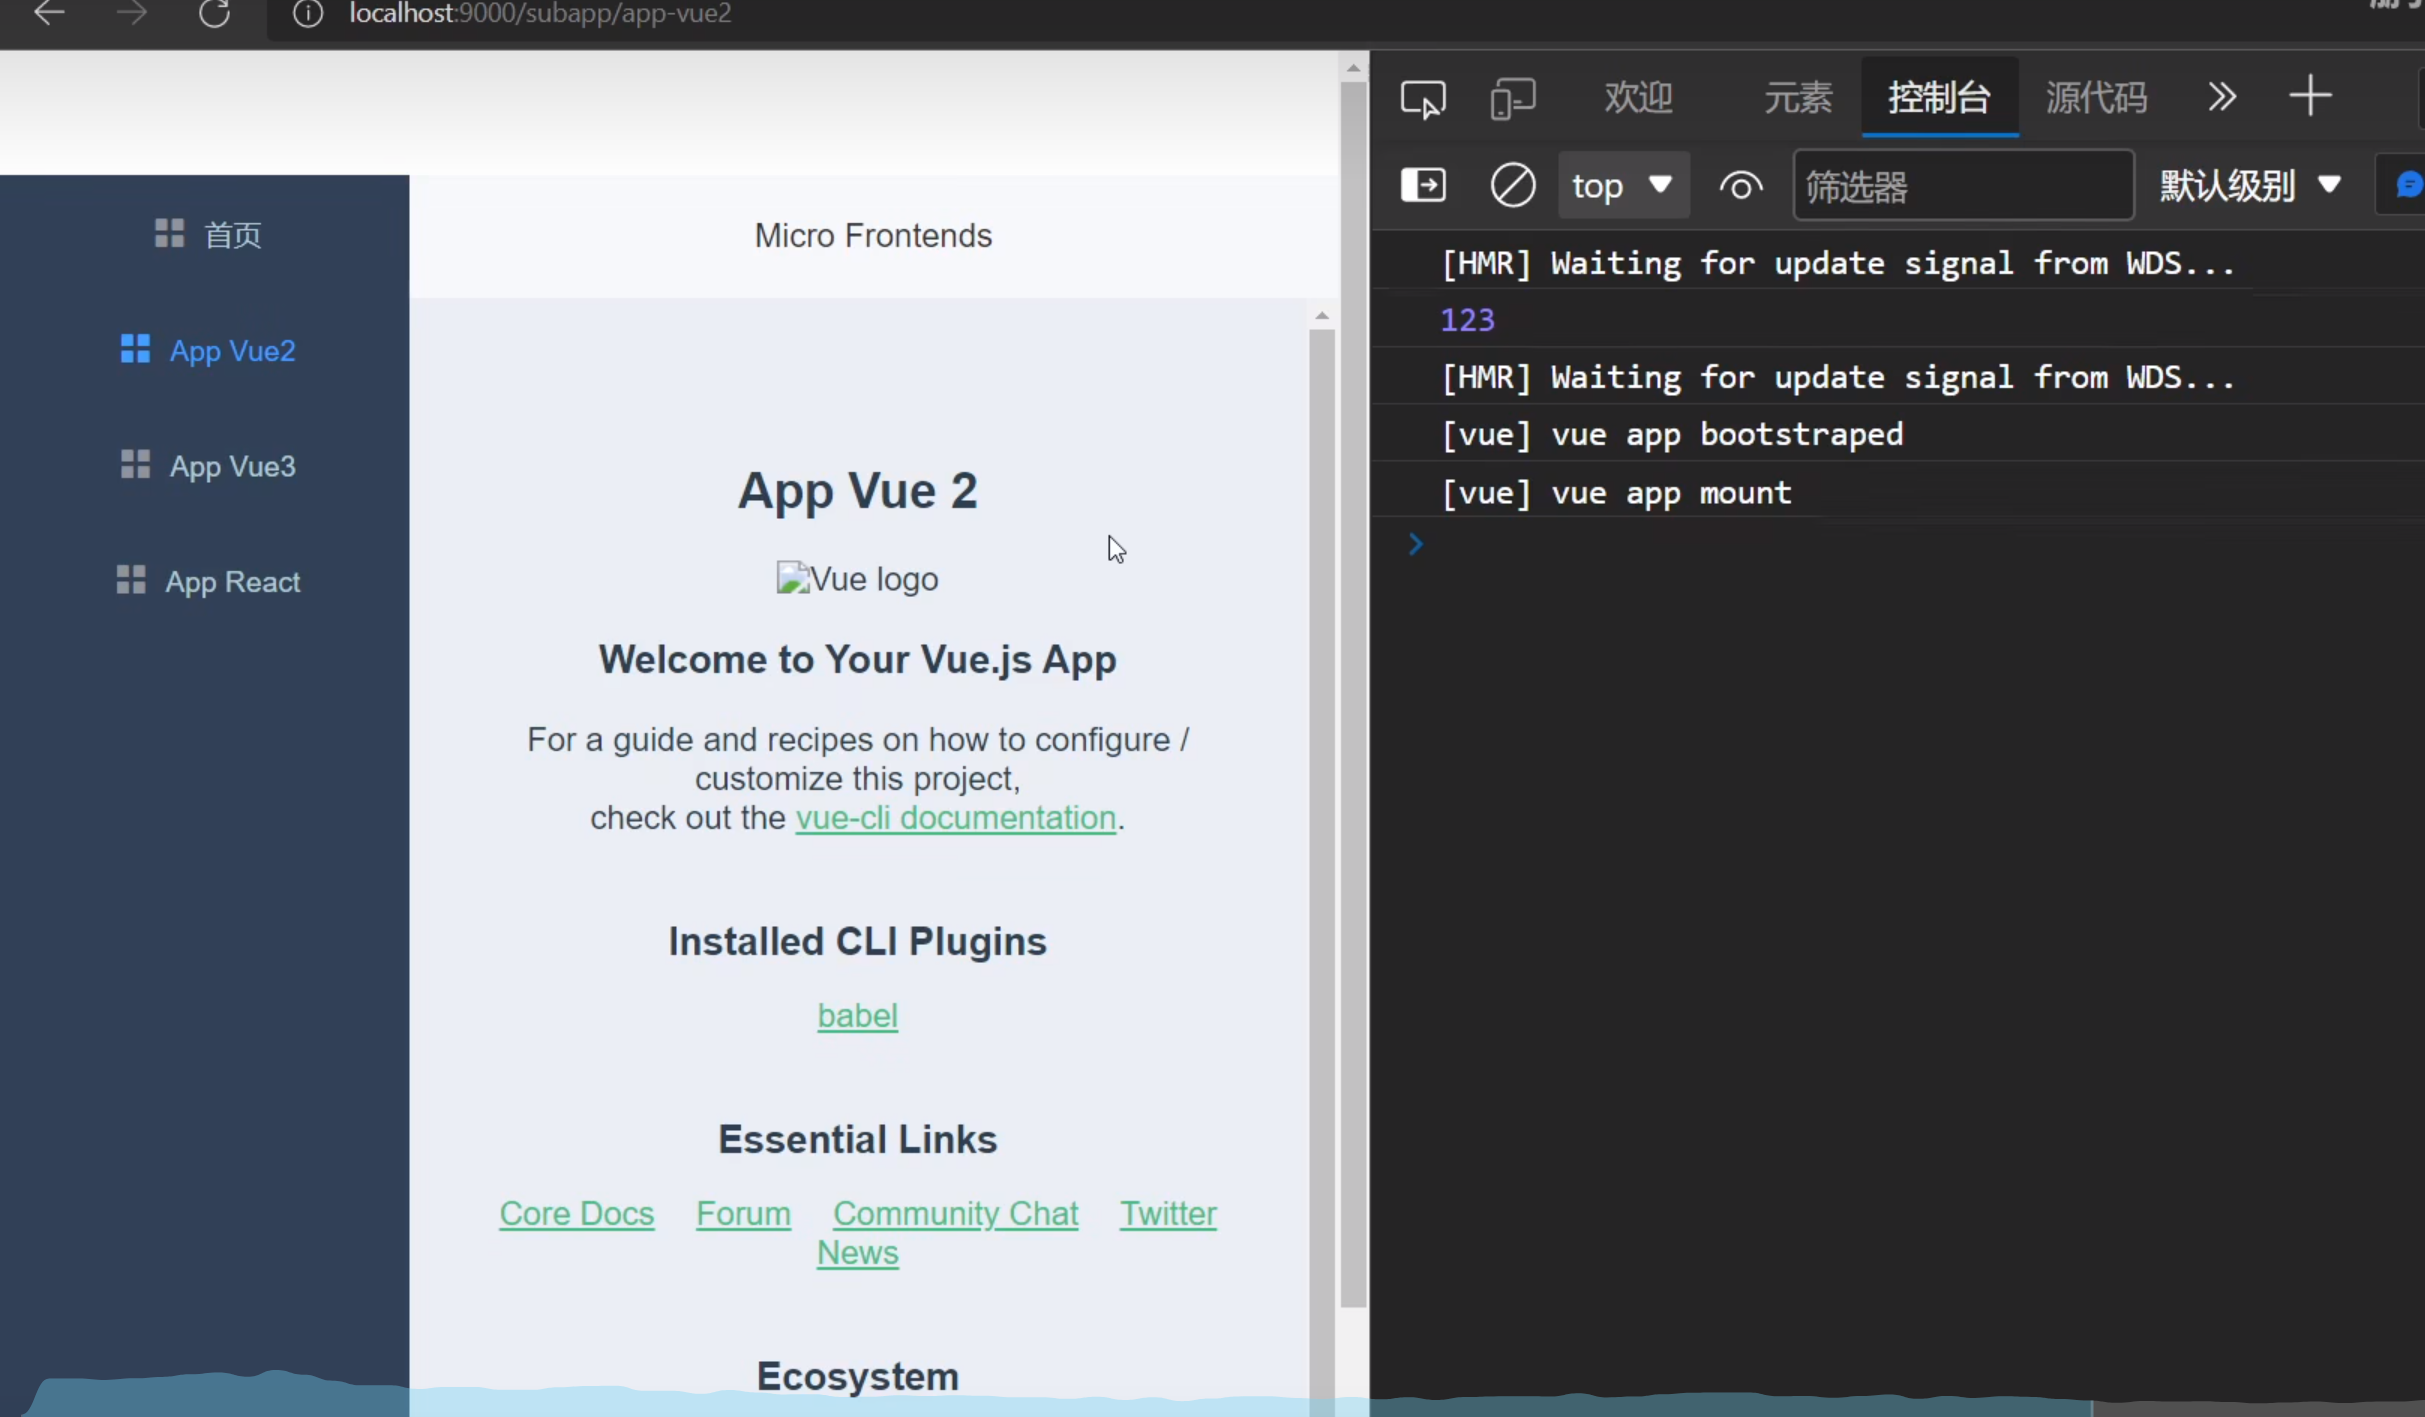 localhost:9000/subapp/app-vue2
欢迎 元素 控制台 源代码
top 筛选器 默认级别
首页
App Vue2
App Vue3
App React
Micro Frontends
App Vue 2
Vue logo
Welcome to Your Vue.js App
For a guide and recipes on how to configure /
customize this project,
check out the vue-cli documentation.
Installed CLI Plugins
babel
Essential Links
Core Docs Forum Community Chat Twitter
News
Ecosystem
[HMR] Waiting for update signal from WDS...
123
[HMR] Waiting for update signal from WDS...
[vue] vue app bootstraped
[vue] vue app mount